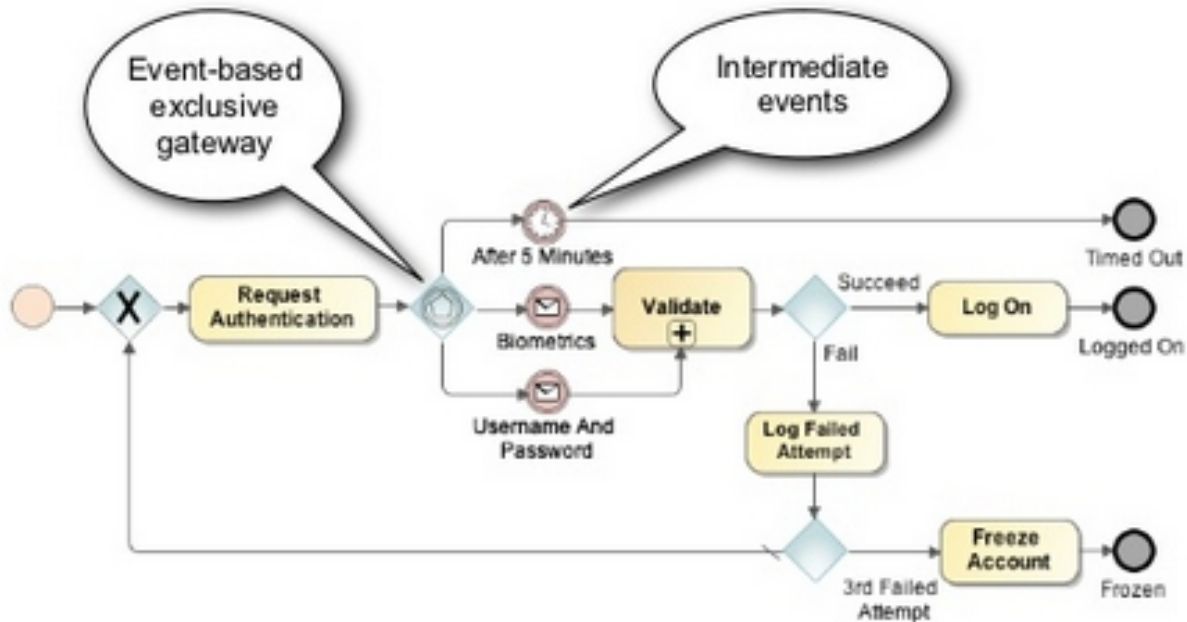 Event-based
exclusive
gateway
Intermediate
events
After 5 Minutes
Timed Out
X
Request
Authentication
Biometrics
Validate
Succeed
Log On
Logged On
Fail
Username And
Password
Log Failed
Attempt
3rd Failed
Attempt
Freeze
Account
Frozen